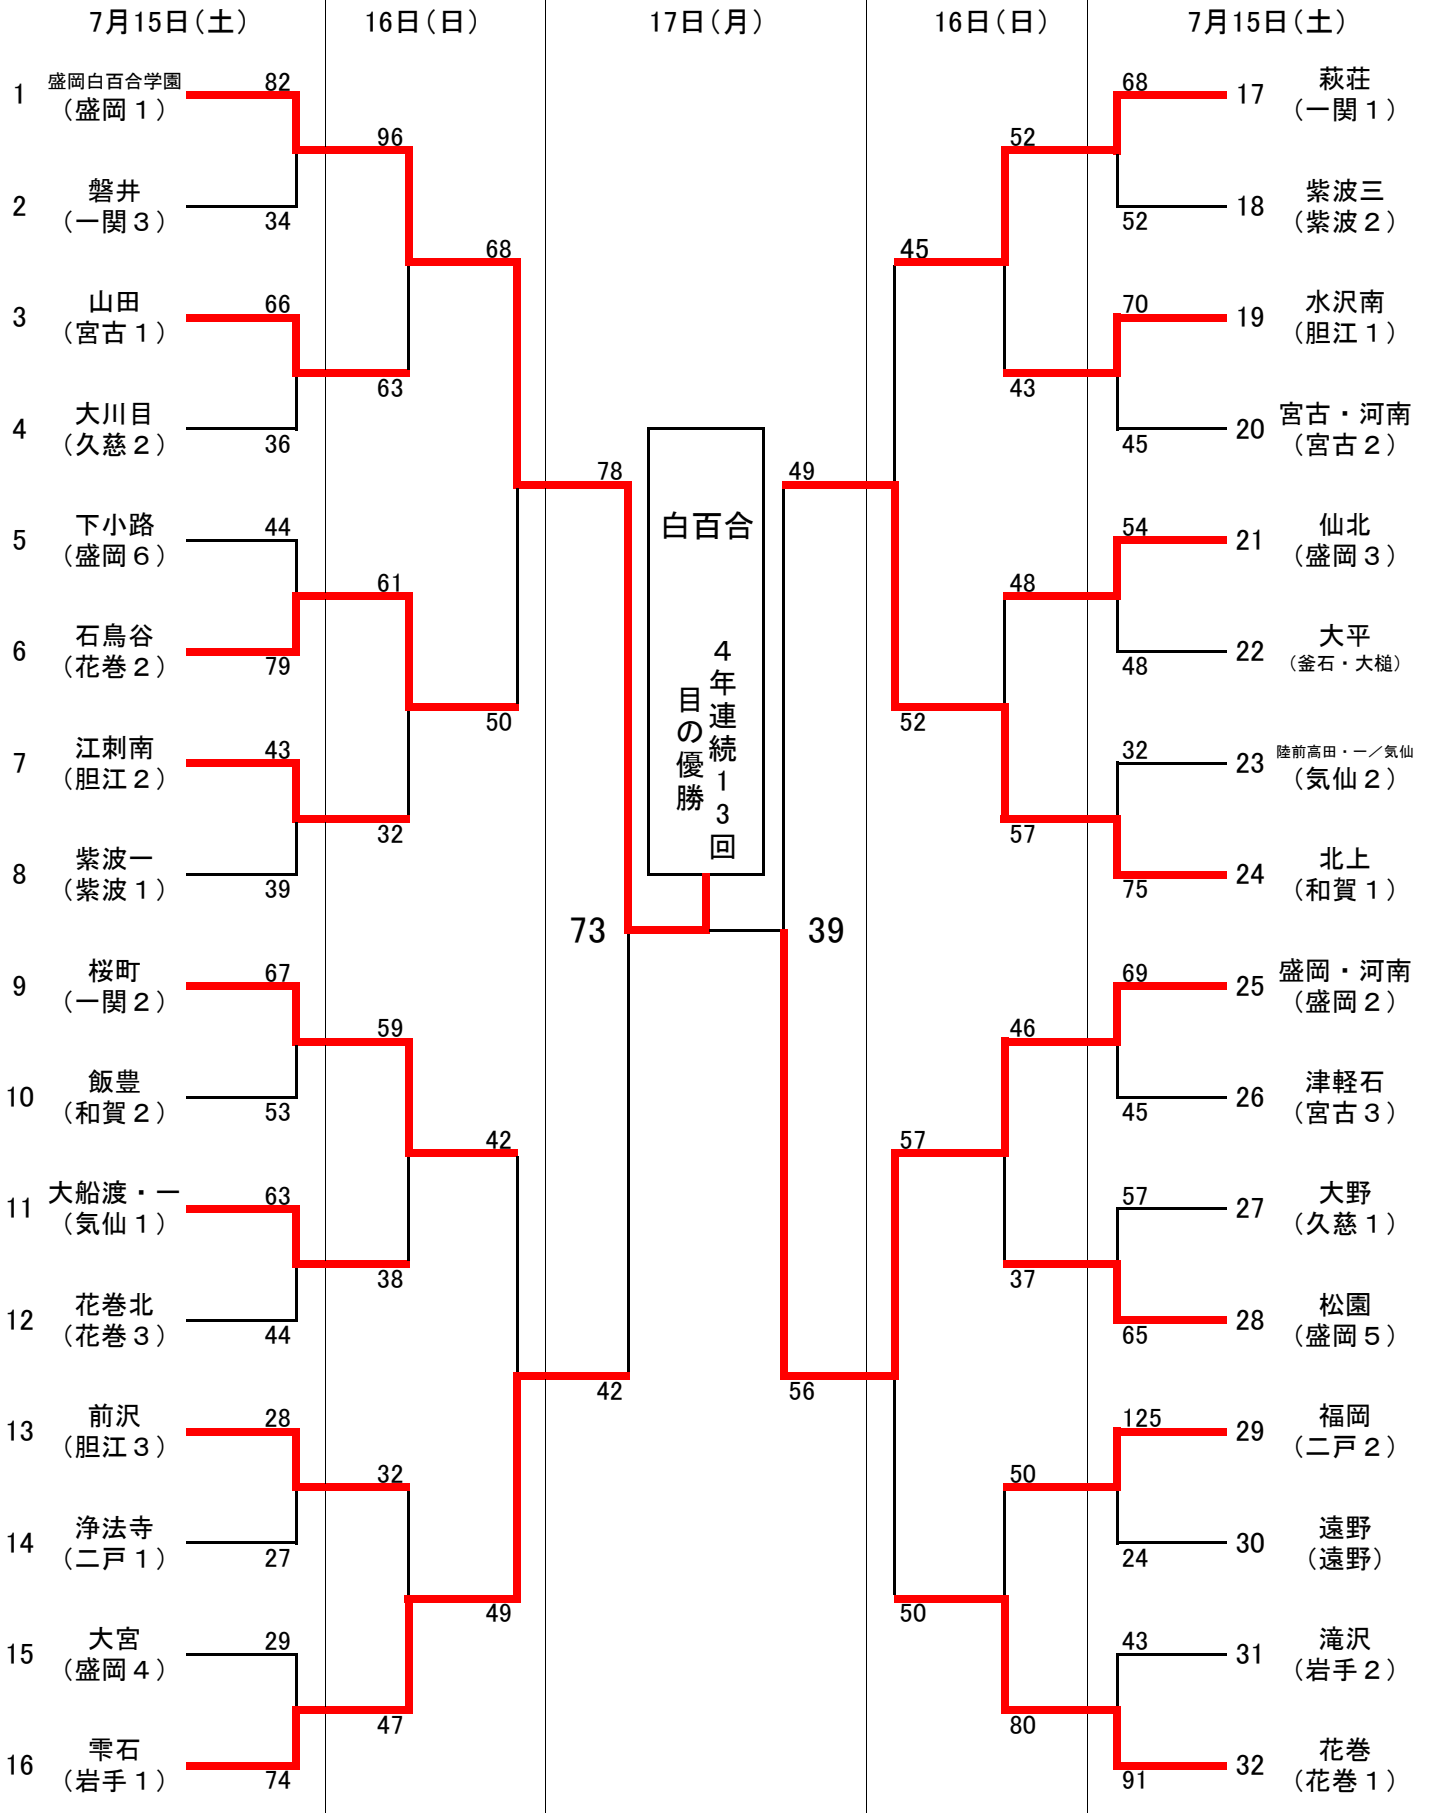 7月15日(土)
16日(日)
17日(月)
16日(日)
7月15日(土)
1
盛岡白百合学園
(盛岡1)
82
2
磐井
(一関3)
34
3
山田
(宮古1)
66
4
大川目
(久慈2)
36
5
下小路
(盛岡6)
44
6
石鳥谷
(花巻2)
79
7
江刺南
(胆江2)
43
8
紫波一
(紫波1)
39
9
桜町
(一関2)
67
10
飯豊
(和賀2)
53
11
大船渡・一
(気仙1)
63
12
花巻北
(花巻3)
44
13
前沢
(胆江3)
28
14
浄法寺
(二戸1)
27
15
大宮
(盛岡4)
29
16
雫石
(岩手1)
74
96
63
61
32
59
38
32
47
68
50
42
49
78
42
73
白百合
4年連続13回
目の優勝
39
49
56
45
52
57
50
52
43
48
57
46
37
50
80
68
17
萩荘
(一関1)
52
18
紫波三
(紫波2)
70
19
水沢南
(胆江1)
45
20
宮古・河南
(宮古2)
54
21
仙北
(盛岡3)
48
22
大平
(釜石・大槌)
32
23
陸前高田・一/気仙
(気仙2)
75
24
北上
(和賀1)
69
25
盛岡・河南
(盛岡2)
45
26
津軽石
(宮古3)
57
27
大野
(久慈1)
65
28
松園
(盛岡5)
125
29
福岡
(二戸2)
24
30
遠野
(遠野)
43
31
滝沢
(岩手2)
91
32
花巻
(花巻1)